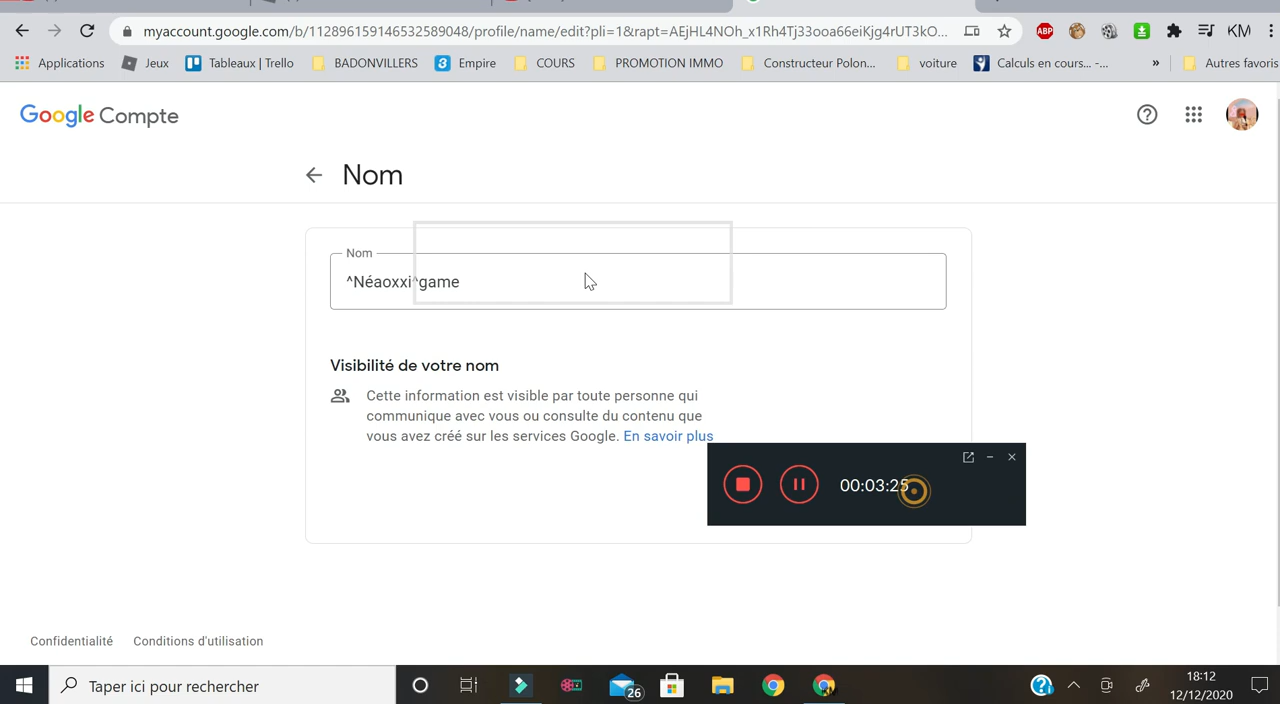 myaccount.google.com/b/112896159146532589048/profile/name/edit?pli=1&rapt=AEjHL4NOh_x1Rh4Tj33ooa66eiKjg4rUT3kO...
ABP
KM
Applications
Jeux
Tableaux | Trello
BADONVILLERS
3 Empire
COURS
PROMOTION IMMO
Constructeur Polon...
voiture
Calculs en cours... -...
»
Autres favoris
Google Compte
Nom
Nom
^Néaoxxi^game
Visibilité de votre nom
Cette information est visible par toute personne qui
communique avec vous ou consulte du contenu que
vous avez créé sur les services Google. En savoir plus
00:03:25
Confidentialité
Conditions d'utilisation
Taper ici pour rechercher
26
18:12
12/12/2020